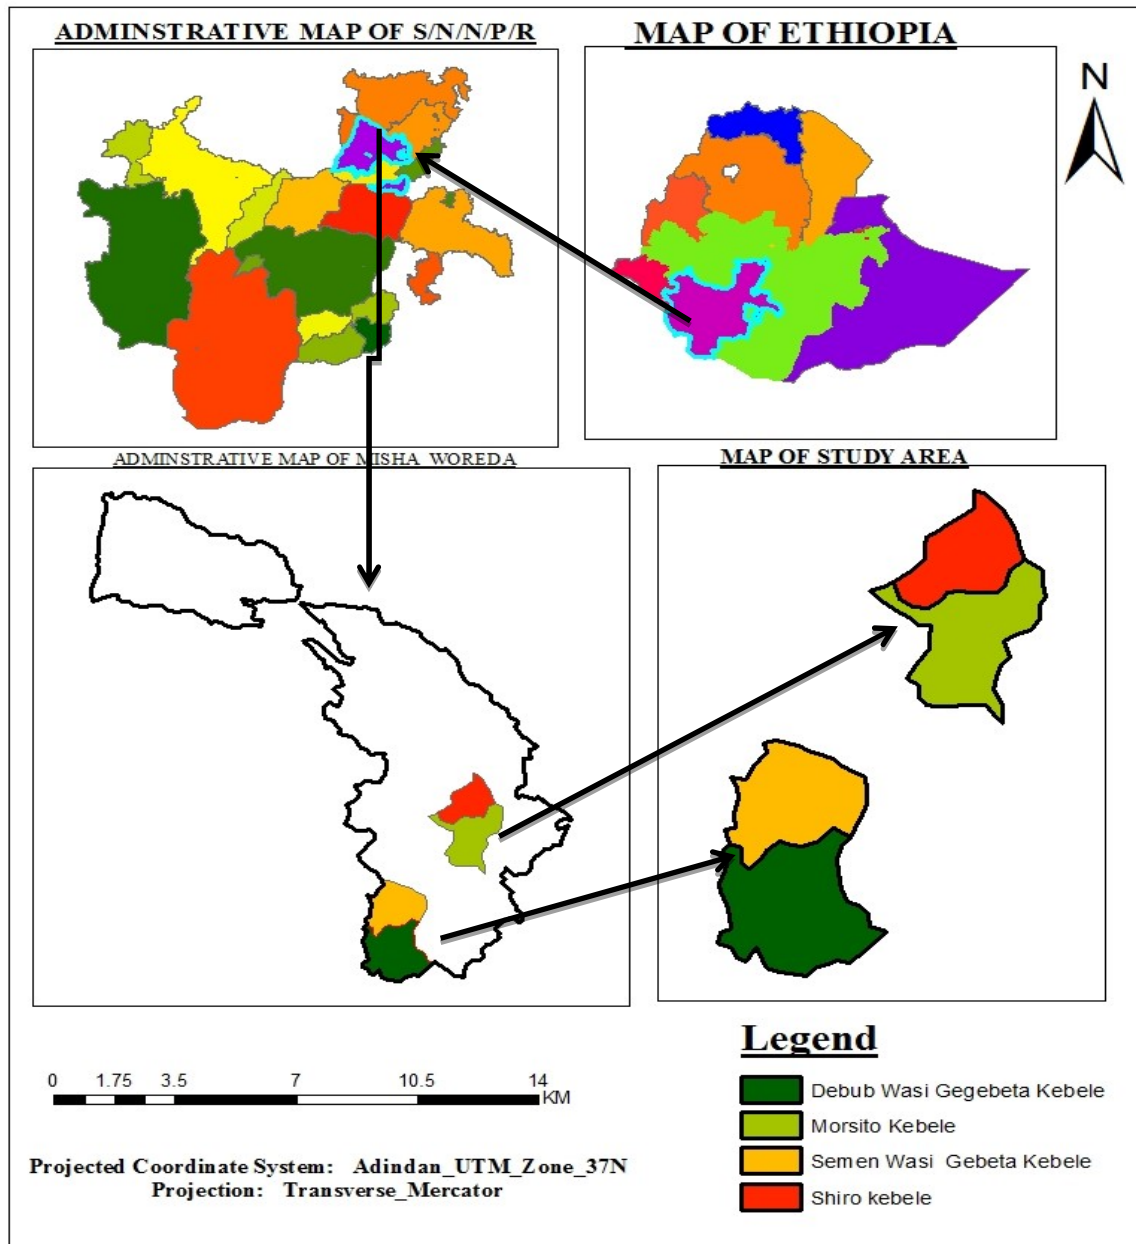 ADMINSTRATIVE MAP OF S/N/N/P/R
MAP OF ETHIOPIA
N
ADMINSTRATIVE MAP OF MISHA WOREDA
MAP OF STUDY AREA
Legend
Debub Wasi Gegebeta Kebele
Morsito Kebele
Semen Wasi Gebeta Kebele
Shiro kebele
0 1.75 3.5 7 10.5 14
KM
Projected Coordinate System: Adindan_UTM_Zone_37N
Projection: Transverse_Mercator